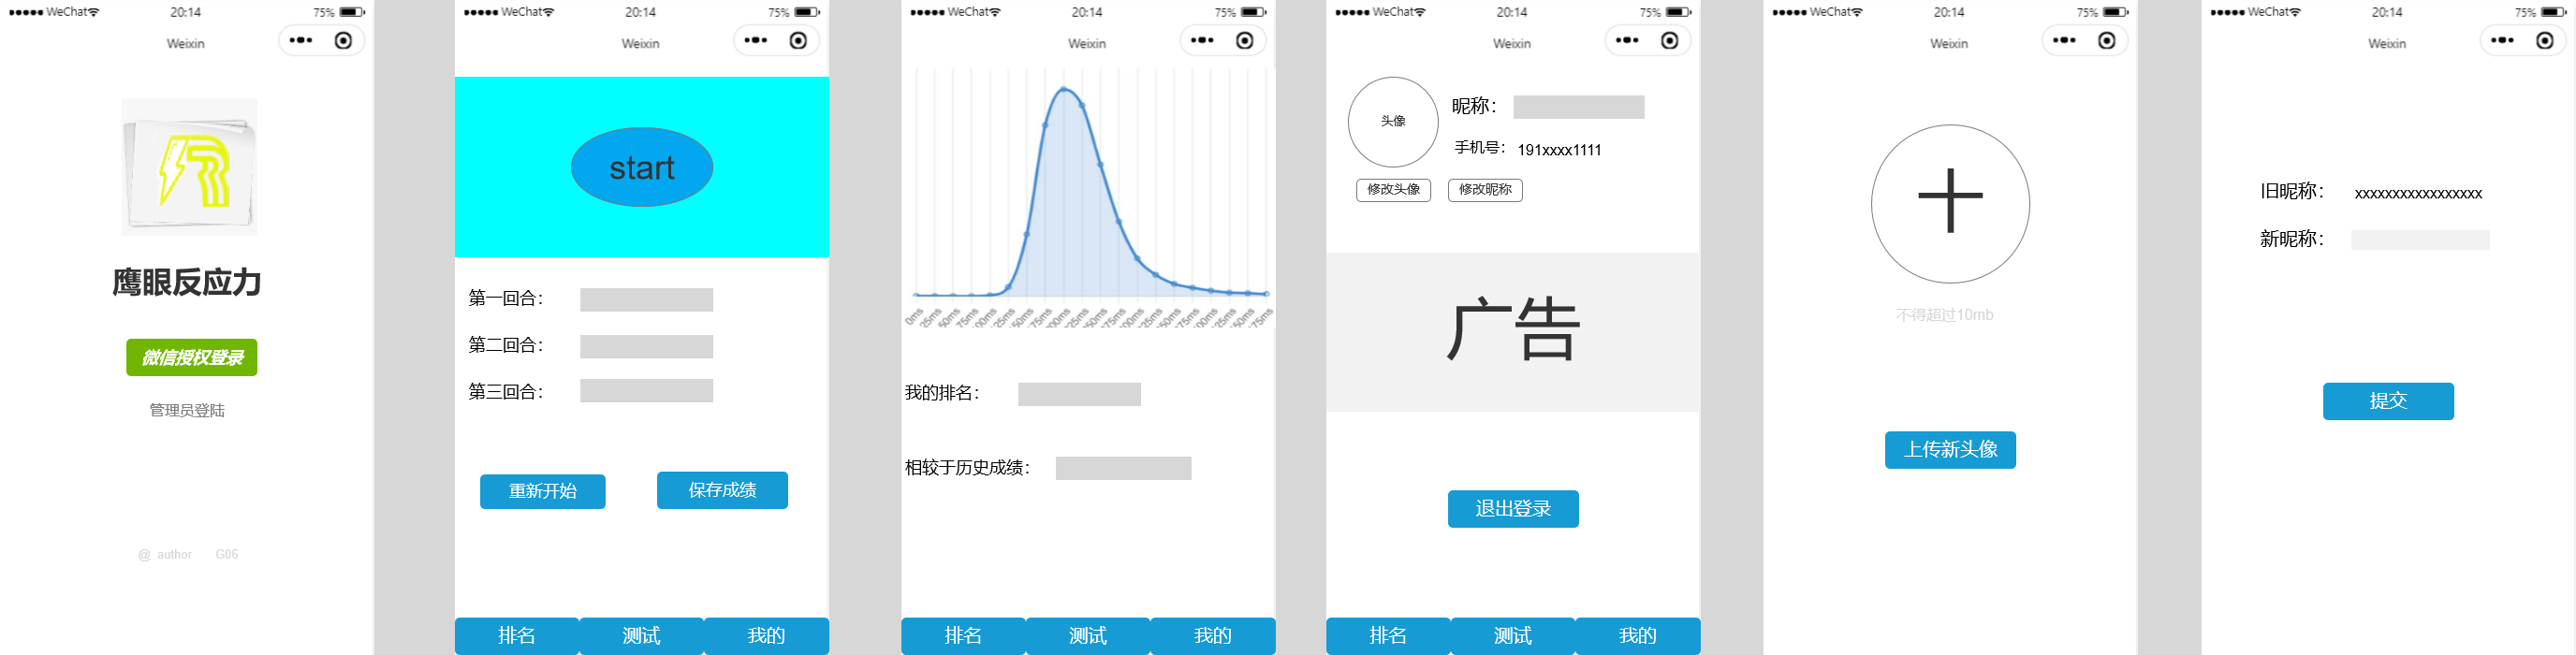 WeChat
20:14
75%
Weixin
鹰眼反应力
微信授权登录
管理员登陆
@ author G06
WeChat
20:14
75%
Weixin
start
第一回合：
第二回合：
第三回合：
重新开始
保存成绩
排名
测试
我的
WeChat
20:14
75%
Weixin
0ms
25ms
50ms
75ms
我的排名：
相较于历史成绩：
排名
测试
我的
WeChat
20:14
75%
Weixin
头像
昵称：
手机号：
191xxxx1111
修改头像
修改昵称
广告
退出登录
排名
测试
我的
WeChat
20:14
75%
Weixin
不得超过10mb
上传新头像
WeChat
20:14
75%
Weixin
旧昵称：
xxxxxxxxxxxxxxxxx
新昵称：
提交